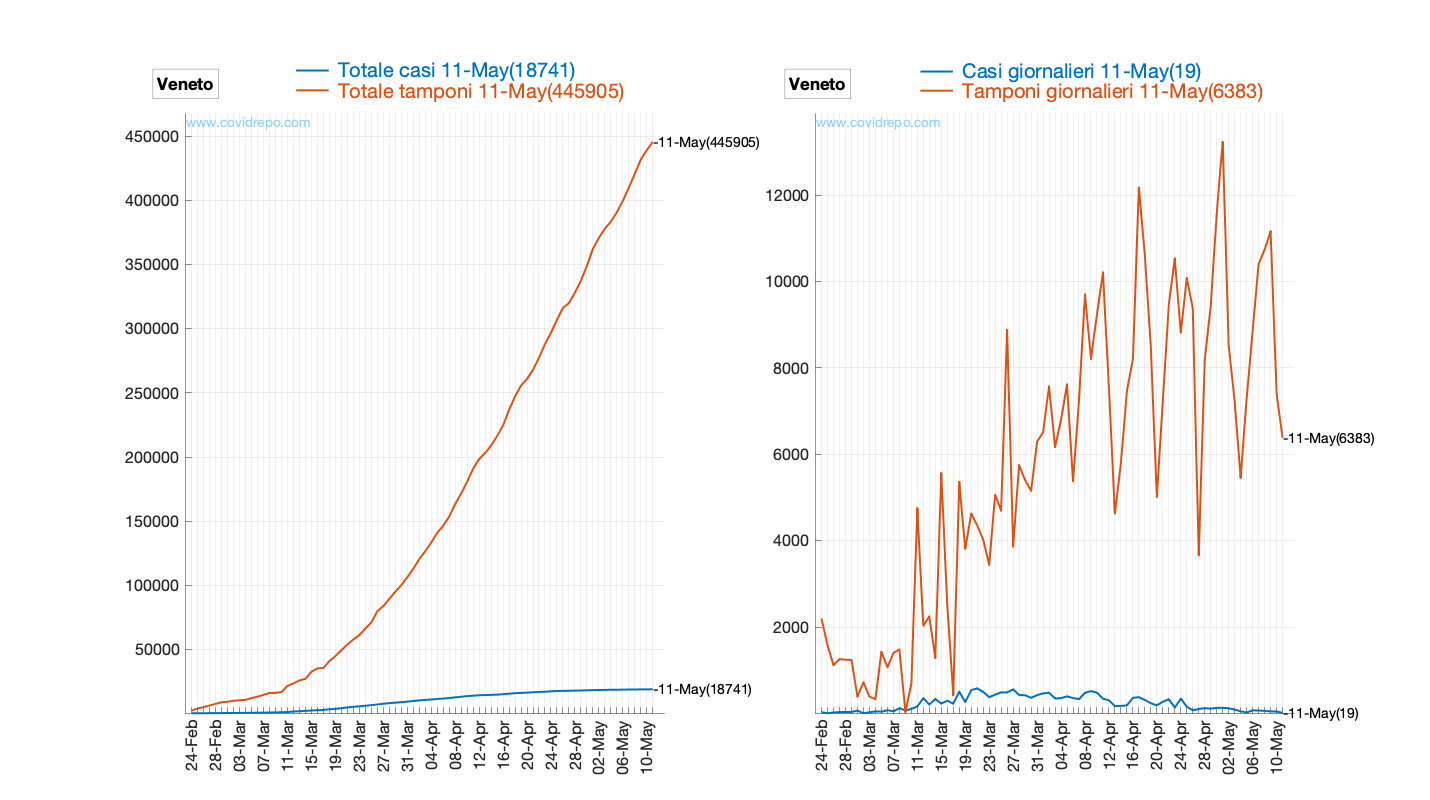 Veneto
Totale casi 11-May(18741)
Totale tamponi 11-May(445905)
www.covidrepo.com
450000
400000
350000
300000
250000
200000
150000
100000
50000
-11-May(445905)
-11-May(18741)
24-Feb
28-Feb
03-Mar
07-Mar
11-Mar
15-Mar
19-Mar
23-Mar
27-Mar
31-Mar
04-Apr
08-Apr
12-Apr
16-Apr
20-Apr
24-Apr
28-Apr
02-May
06-May
10-May
Veneto
Casi giornalieri 11-May(19)
Tamponi giornalieri 11-May(6383)
www.covidrepo.com
12000
10000
8000
6000
4000
2000
-11-May(6383)
-11-May(19)
24-Feb
28-Feb
03-Mar
07-Mar
11-Mar
15-Mar
19-Mar
23-Mar
27-Mar
31-Mar
04-Apr
08-Apr
12-Apr
16-Apr
20-Apr
24-Apr
28-Apr
02-May
06-May
10-May